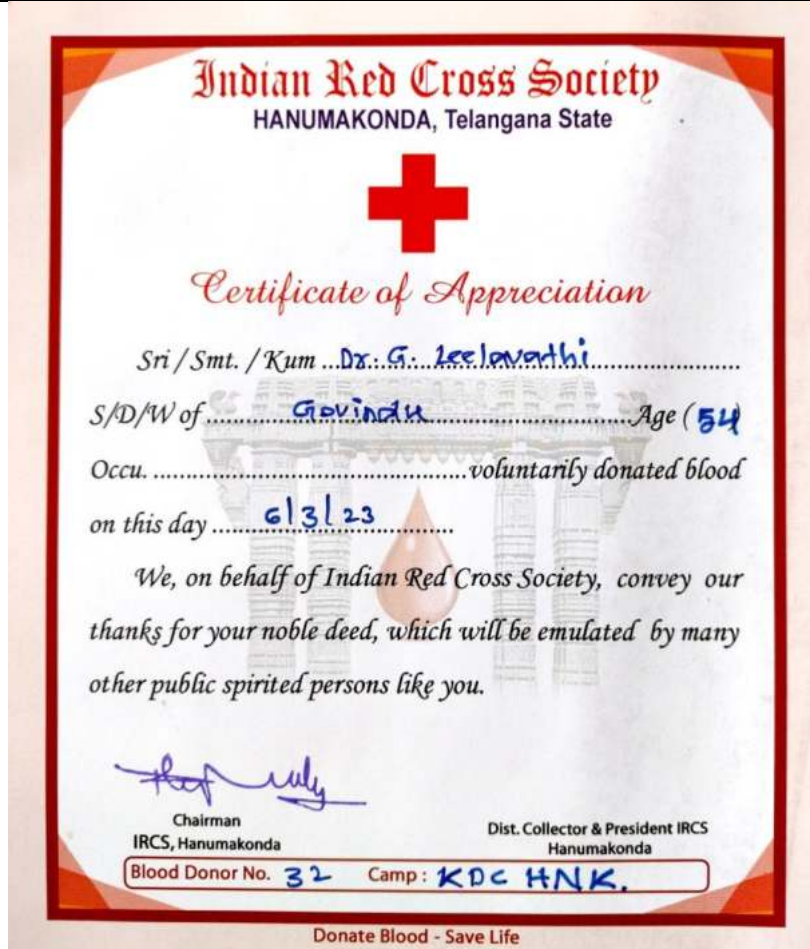 Indian Red Cross Society
HANUMAKONDA, Telangana State
Certificate of Appreciation
Sri / Smt. / Kum ...Dr. G. Leelavathi...........................
S/D/W of ............Govindu...................................Age (54)
Occu. ................................................voluntarily donated blood
on this day .........6/3/23..............
We, on behalf of Indian Red Cross Society, convey our
thanks for your noble deed, which will be emulated by many
other public spirited persons like you.
Chairman
IRCS, Hanumakonda
Dist. Collector & President IRCS
Hanumakonda
Blood Donor No. 32 Camp : KDC HNK.
Donate Blood - Save Life